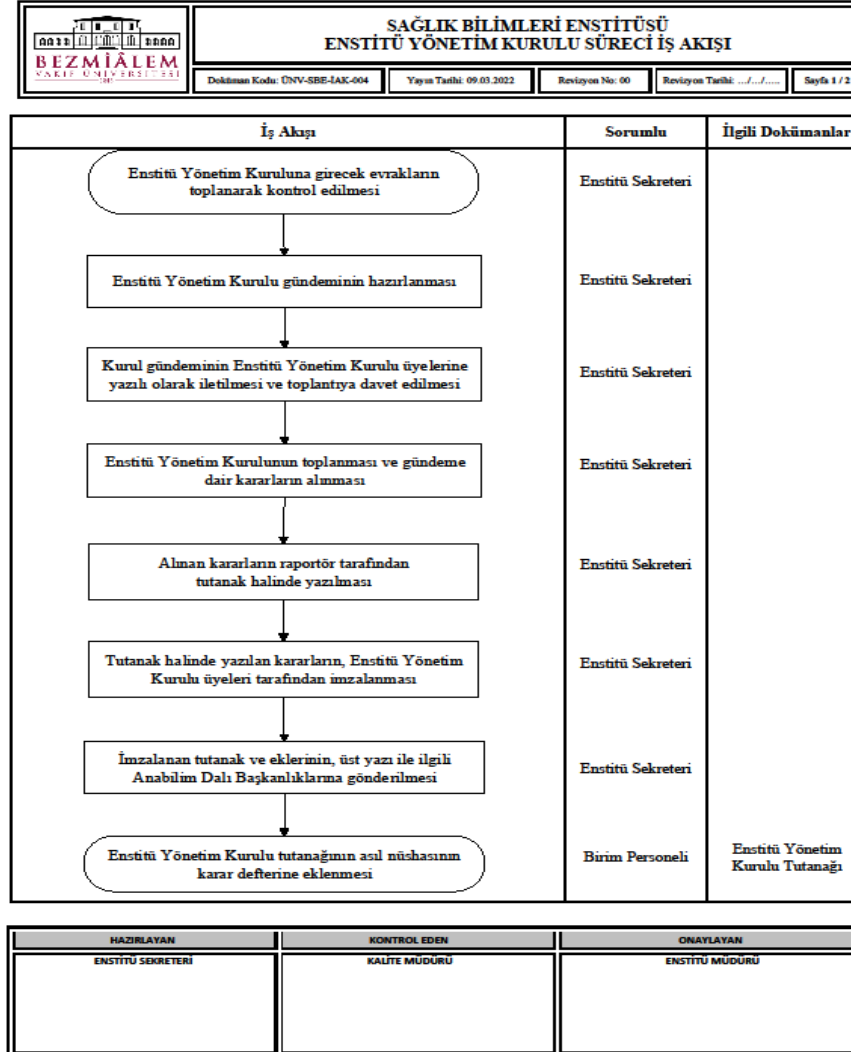 BEZMİÂLEM
VAKIF ÜNİVERSİTESİ
SAĞLIK BİLİMLERİ ENSTİTÜSÜ
ENSTİTÜ YÖNETİM KURULU SÜRECİ İŞ AKIŞI
Doküman Kodu: ÜNV-SBE-İAK-004
Yayın Tarihi: 09.03.2022
Revizyon No: 00
Revizyon Tarihi: …/…/…..
Sayfa 1 / 2
İş Akışı
Sorumlu
İlgili Dokümanlar
Enstitü Yönetim Kuruluna girecek evrakların
toplanarak kontrol edilmesi
Enstitü Sekreteri
Enstitü Yönetim Kurulu gündeminin hazırlanması
Enstitü Sekreteri
Kurul gündeminin Enstitü Yönetim Kurulu üyelerine
yazılı olarak iletilmesi ve toplantıya davet edilmesi
Enstitü Sekreteri
Enstitü Yönetim Kurulunun toplanması ve gündeme
dair kararların alınması
Enstitü Sekreteri
Alınan kararların raportör tarafından
tutanak halinde yazılması
Enstitü Sekreteri
Tutanak halinde yazılan kararların, Enstitü Yönetim
Kurulu üyeleri tarafından imzalanması
Enstitü Sekreteri
İmzalanan tutanak ve eklerinin, üst yazı ile ilgili
Anabilim Dalı Başkanlıklarına gönderilmesi
Enstitü Sekreteri
Enstitü Yönetim Kurulu tutanağının asıl nüshasının
karar defterine eklenmesi
Birim Personeli
Enstitü Yönetim
Kurulu Tutanağı
HAZIRLAYAN
KONTROL EDEN
ONAYLAYAN
ENSTİTÜ SEKRETERİ
KALİTE MÜDÜRÜ
ENSTİTÜ MÜDÜRÜ